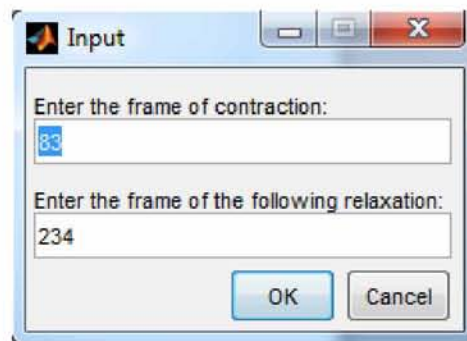 Input
Enter the frame of contraction:
83
Enter the frame of the following relaxation:
234
OK Cancel